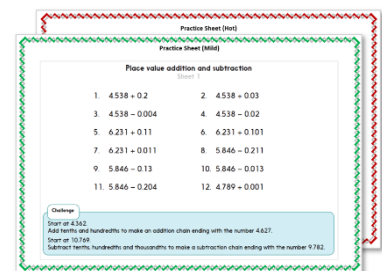 Practice Sheet (Hot)
Practice Sheet (Mild)
Place value addition and subtraction
Sheet 1
1. 4.538 + 0.2 2. 4.538 + 0.03
3. 4.538 – 0.004 4. 4.538 – 0.02
5. 6.231 + 0.11 6. 6.231 + 0.101
7. 6.231 + 0.011 8. 5.846 – 0.211
9. 5.846 – 0.13 10. 5.846 – 0.013
11. 5.846 – 0.204 12. 4.789 + 0.001
Challenge
Start at 4.362.
Add tenths and hundredths to make an addition chain ending with the number 4.627.
Start at 10.769.
Subtract tenths, hundredths and thousandths to make a subtraction chain ending with the number 9.782.